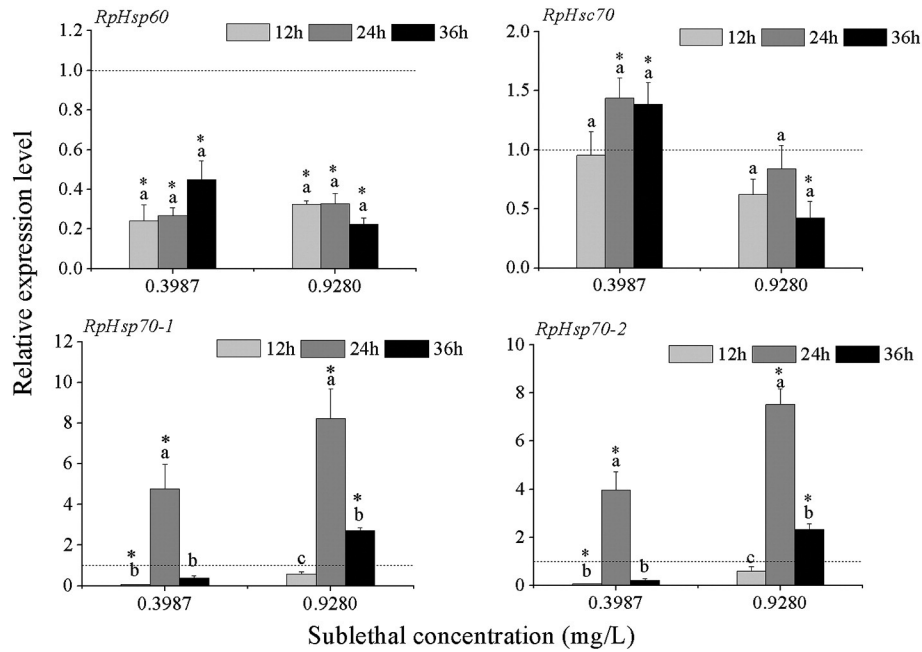 RpHsp60
12h 24h 36h
1.2
1.0
0.8
0.6
0.4
0.2
0.0
* a * a * a * a * a * a
0.3987 0.9280
RpHsc70
12h 24h 36h
2.0
1.5
1.0
0.5
0.0
a * a * a a a * a
0.3987 0.9280
RpHsp70-1
12h 24h 36h
12
10
8
6
4
2
0
* b * a b c * a * b
0.3987 0.9280
RpHsp70-2
12h 24h 36h
10
8
6
4
2
0
* b * a b c * a * b
0.3987 0.9280
Relative expression level
Sublethal concentration (mg/L)